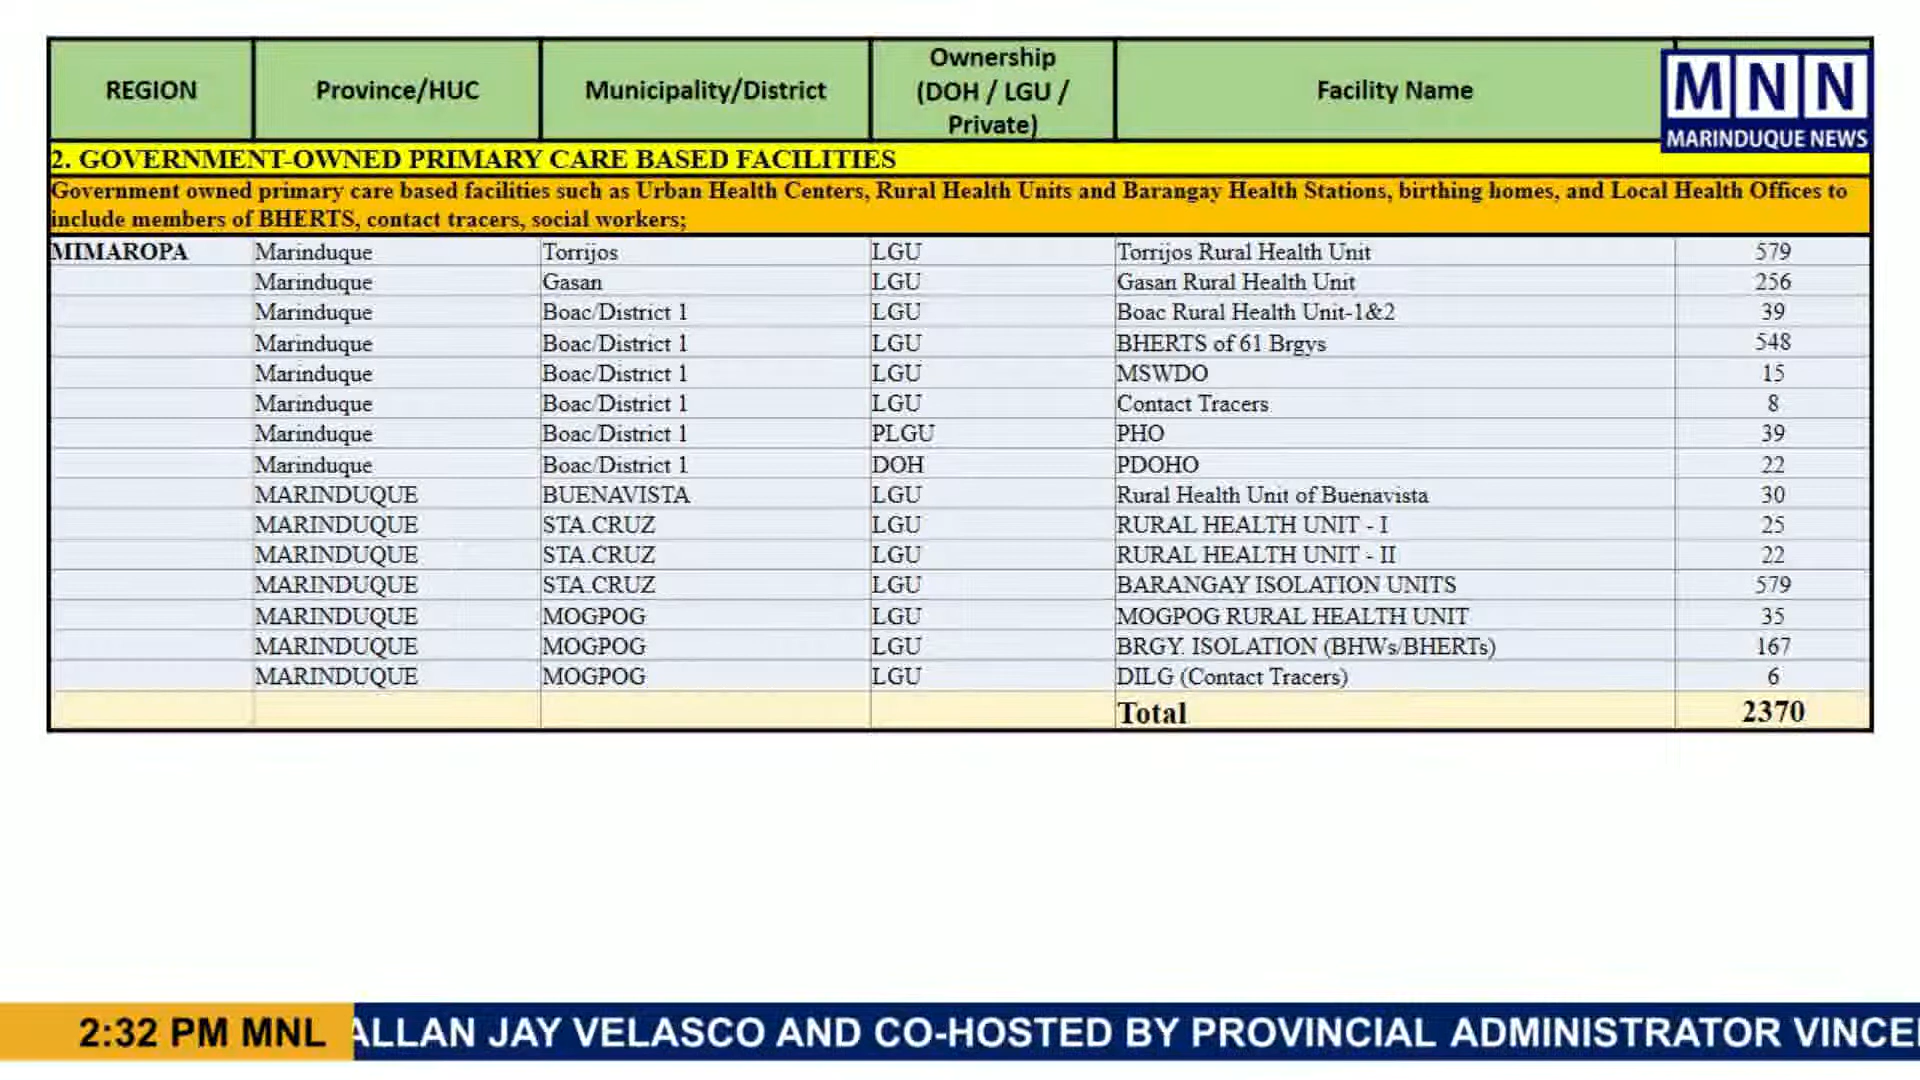 REGION Province/HUC Municipality/District Ownership (DOH / LGU / Private) Facility Name
MNN
MARINDUQUE NEWS
2. GOVERNMENT-OWNED PRIMARY CARE BASED FACILITIES
Government owned primary care based facilities such as Urban Health Centers, Rural Health Units and Barangay Health Stations, birthing homes, and Local Health Offices to
include members of BHERTS, contact tracers, social workers;
MIMAROPA Marinduque Torrijos LGU Torrijos Rural Health Unit 579
Marinduque Gasan LGU Gasan Rural Health Unit 256
Marinduque Boac/District 1 LGU Boac Rural Health Unit-1&2 39
Marinduque Boac/District 1 LGU BHERTS of 61 Brgys 548
Marinduque Boac/District 1 LGU MSWDO 15
Marinduque Boac/District 1 LGU Contact Tracers 8
Marinduque Boac/District 1 PLGU PHO 39
Marinduque Boac/District 1 DOH PDOHO 22
MARINDUQUE BUENAVISTA LGU Rural Health Unit of Buenavista 30
MARINDUQUE STA.CRUZ LGU RURAL HEALTH UNIT - I 25
MARINDUQUE STA.CRUZ LGU RURAL HEALTH UNIT - II 22
MARINDUQUE STA.CRUZ LGU BARANGAY ISOLATION UNITS 579
MARINDUQUE MOGPOG LGU MOGPOG RURAL HEALTH UNIT 35
MARINDUQUE MOGPOG LGU BRGY. ISOLATION (BHWs/BHERTs) 167
MARINDUQUE MOGPOG LGU DILG (Contact Tracers) 6
Total 2370
2:32 PM MNL ALLAN JAY VELASCO AND CO-HOSTED BY PROVINCIAL ADMINISTRATOR VINCE